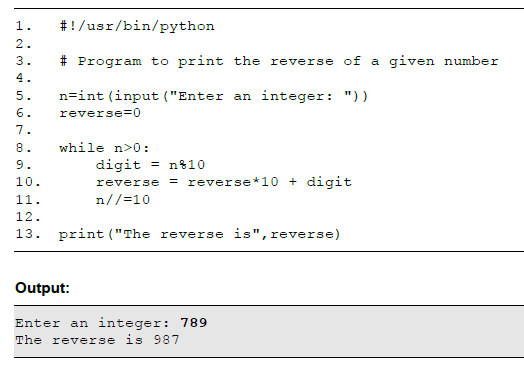 1. #!/usr/bin/python
2.
3. # Program to print the reverse of a given number
4.
5. n=int(input("Enter an integer: "))
6. reverse=0
7.
8. while n>0:
9.     digit = n%10
10.     reverse = reverse*10 + digit
11.     n//=10
12.
13. print("The reverse is",reverse)
Output:
Enter an integer: 789
The reverse is 987